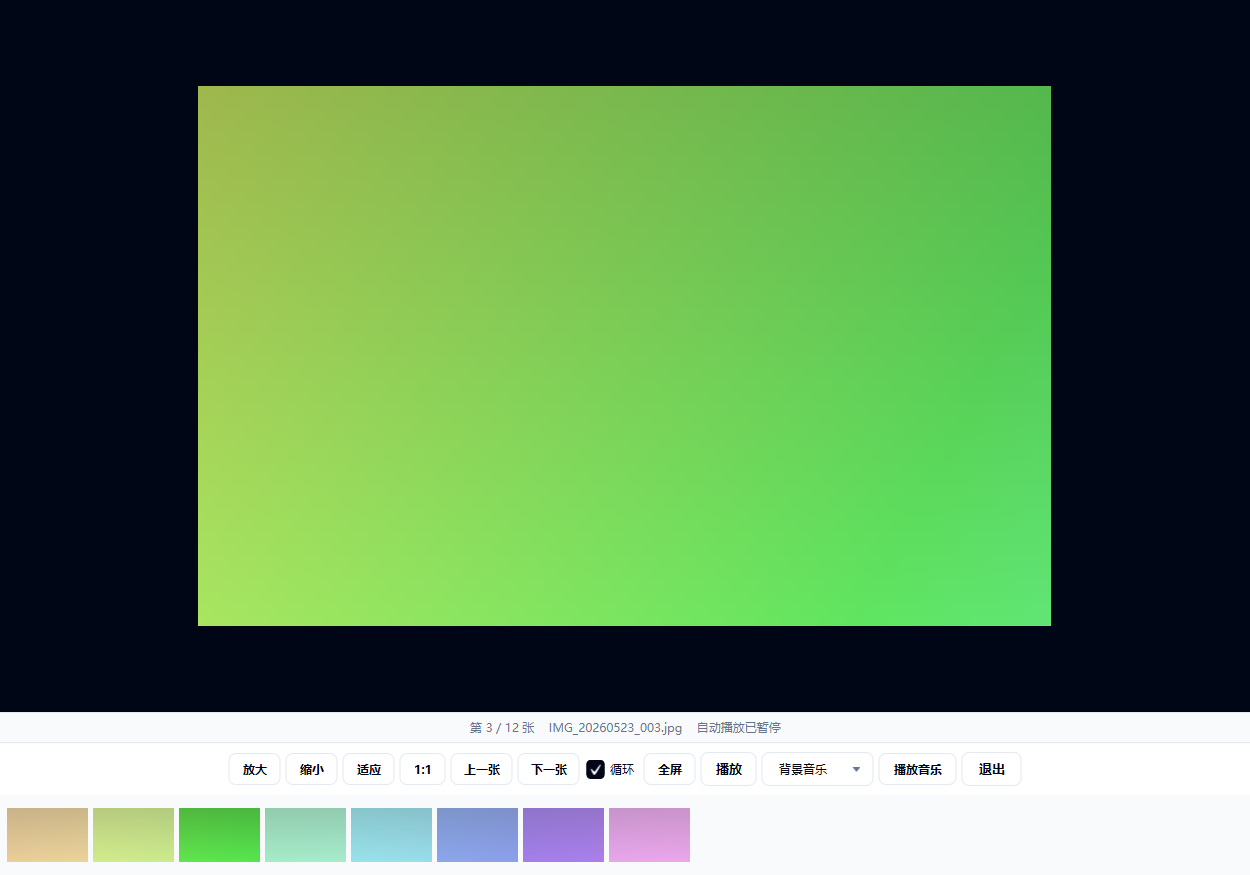 第 3 / 12 张 IMG_20260523_003.jpg 自动播放已暂停
放大 缩小 适应 1:1 上一张 下一张 循环 全屏 播放 背景音乐 播放音乐 退出